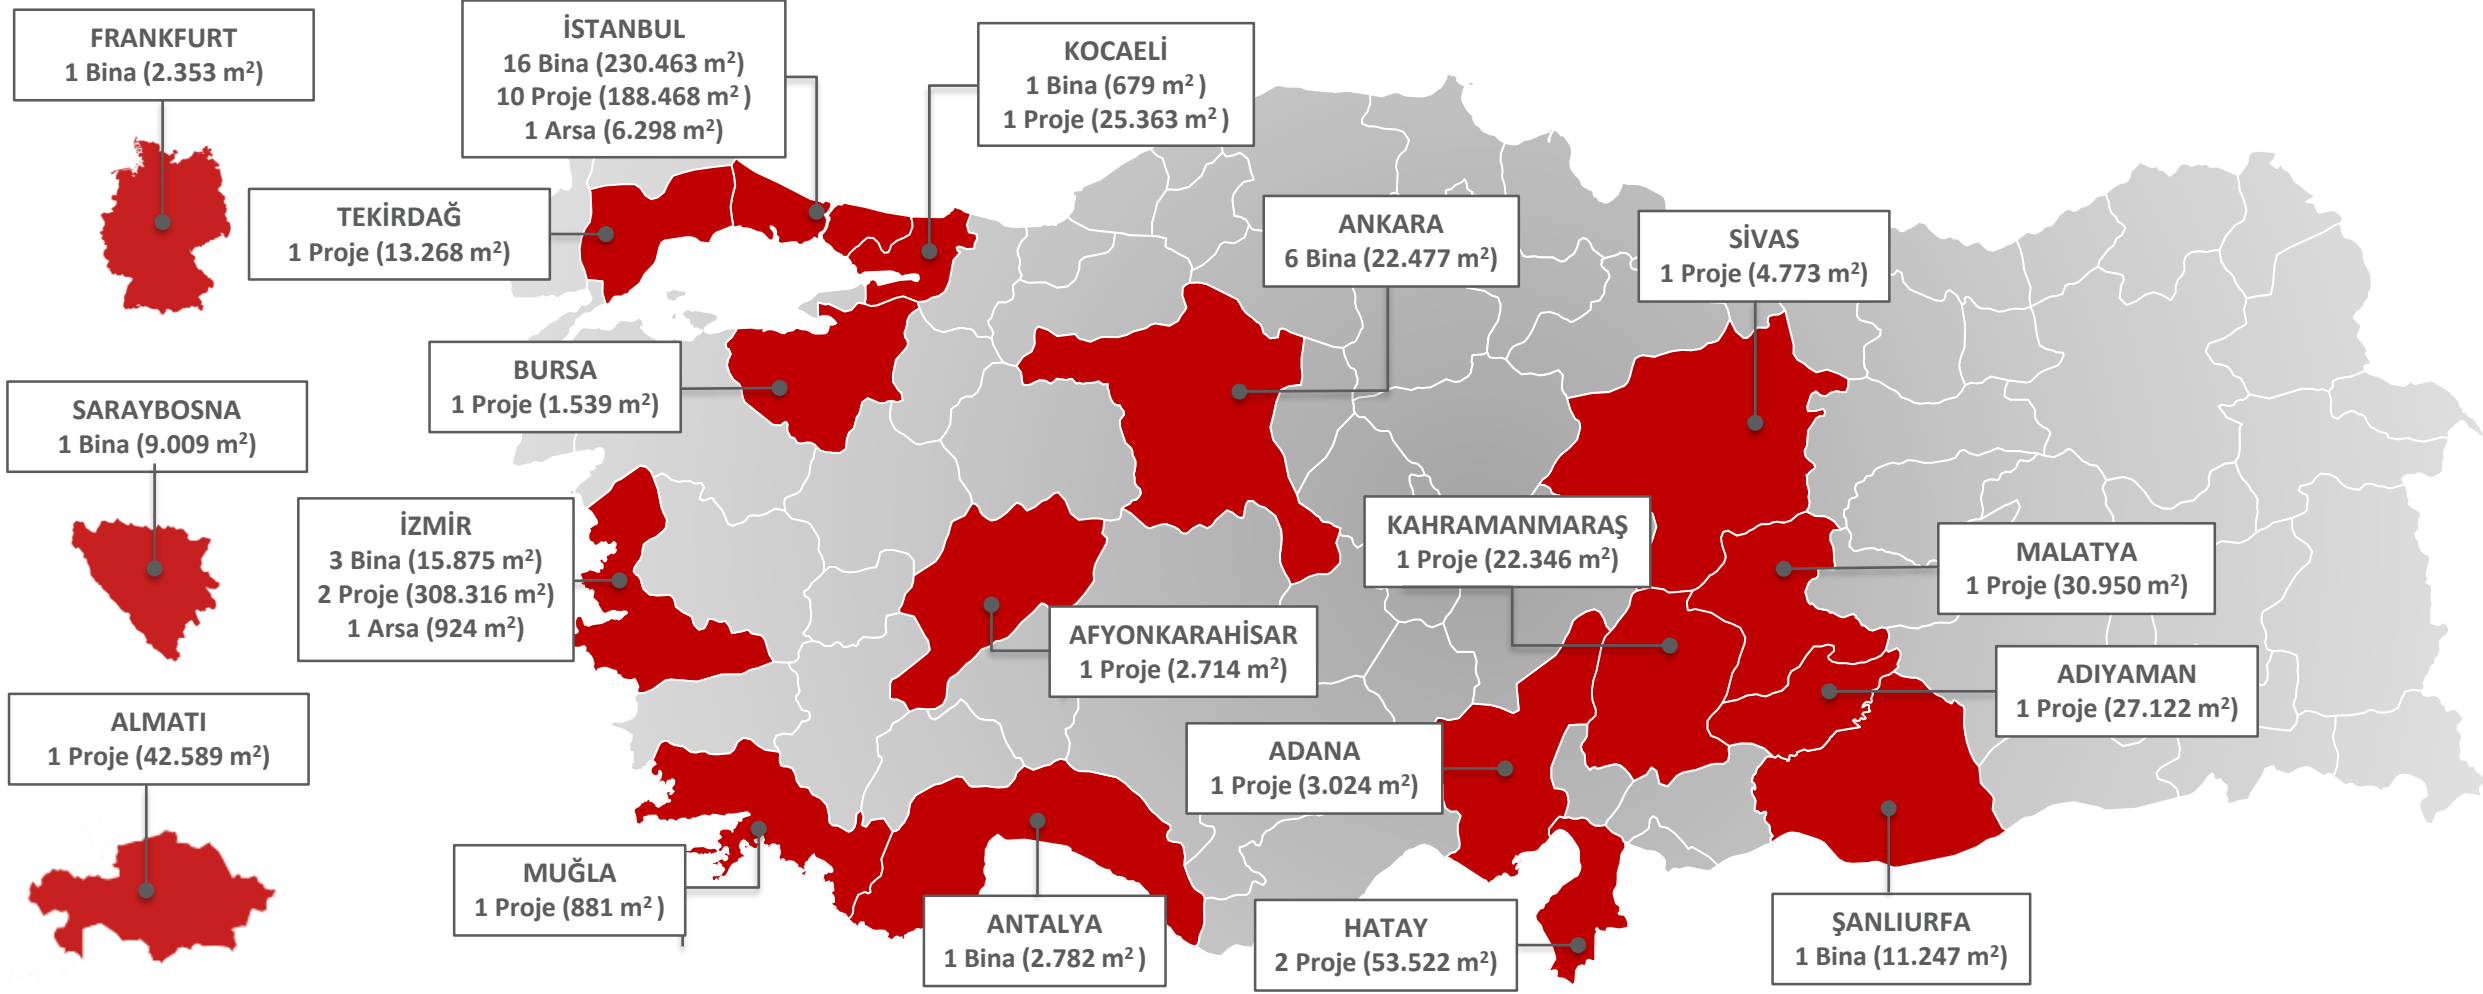 FRANKFURT
1 Bina (2.353 m²)
İSTANBUL
16 Bina (230.463 m²)
10 Proje (188.468 m²)
1 Arsa (6.298 m²)
KOCAELİ
1 Bina (679 m²)
1 Proje (25.363 m²)
TEKİRDAĞ
1 Proje (13.268 m²)
ANKARA
6 Bina (22.477 m²)
SİVAS
1 Proje (4.773 m²)
BURSA
1 Proje (1.539 m²)
SARAYBOSNA
1 Bina (9.009 m²)
İZMİR
3 Bina (15.875 m²)
2 Proje (308.316 m²)
1 Arsa (924 m²)
KAHRAMANMARAŞ
1 Proje (22.346 m²)
MALATYA
1 Proje (30.950 m²)
AFYONKARAHİSAR
1 Proje (2.714 m²)
ADIYAMAN
1 Proje (27.122 m²)
ALMATI
1 Proje (42.589 m²)
ADANA
1 Proje (3.024 m²)
MUĞLA
1 Proje (881 m²)
ANTALYA
1 Bina (2.782 m²)
HATAY
2 Proje (53.522 m²)
ŞANLIURFA
1 Bina (11.247 m²)